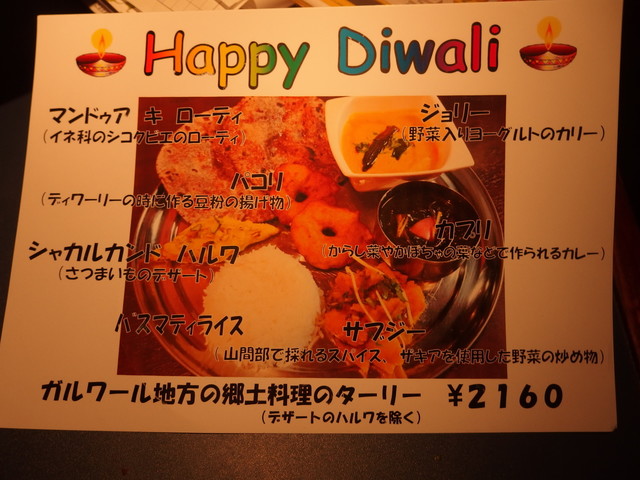 Happy Diwali
マンドゥア キ ローティ
(イネ科のシコクビエのローティ)
ジョリー
(野菜入りヨーグルトのカリー)
パコリ
(ディワーリーの時に作る豆粉の揚げ物)
カプリ
(からし菜やかぼちゃの葉などで作られるカレー)
シャカルカンド ハルワ
(さつまいものデザート)
バスマティライス
サブジー
(山間部で採れるスパイス、ザキアを使用した野菜の炒め物)
ガルワール地方の郷土料理のターリー ￥2160
(デザートのハルワを除く)